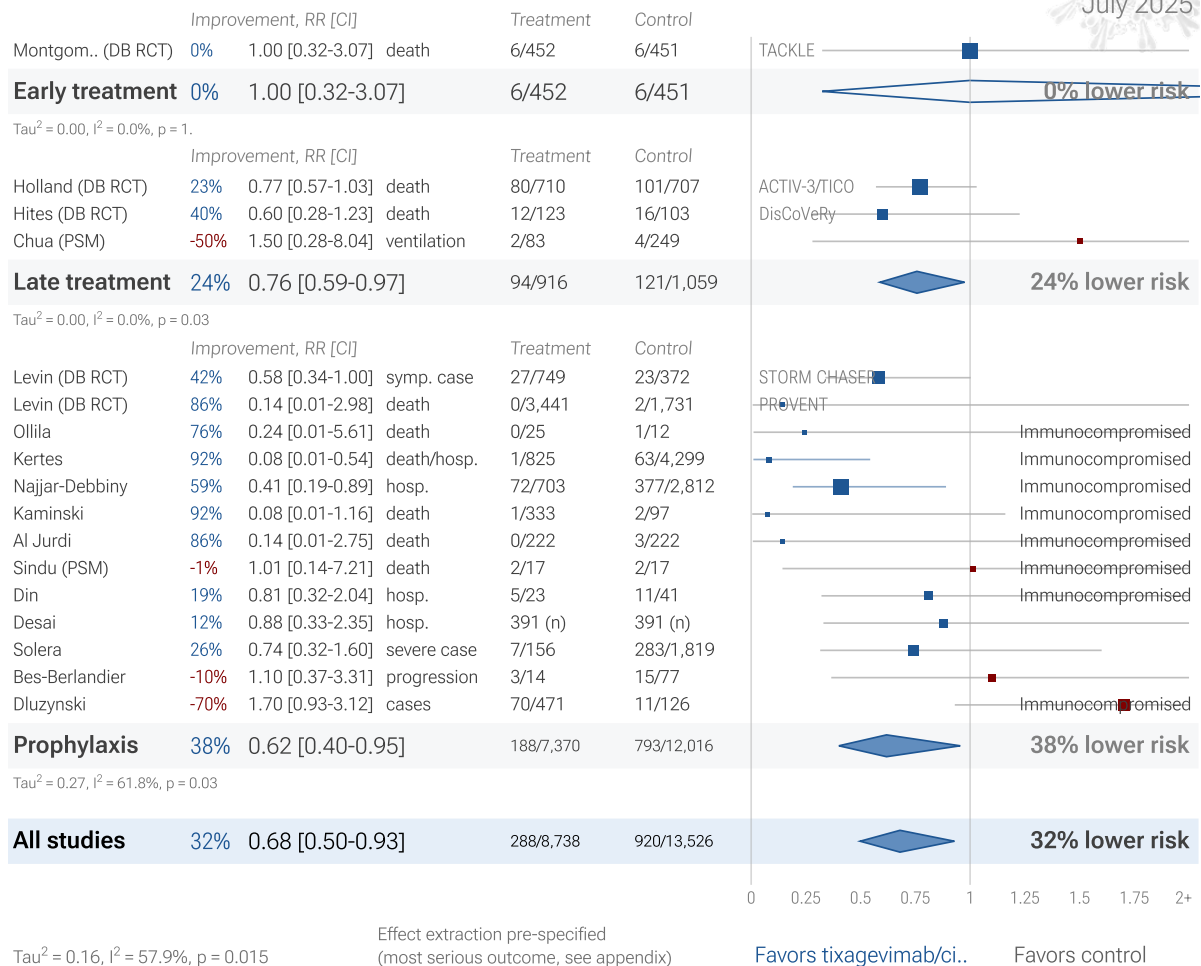 July 2025
Improvement, RR [CI] Treatment Control
Montgom.. (DB RCT) 0% 1.00 [0.32-3.07] death 6/452 6/451 TACKLE
Early treatment 0% 1.00 [0.32-3.07] 6/452 6/451 0% lower risk
Tau² = 0.00, I² = 0.0%, p = 1.
Improvement, RR [CI] Treatment Control
Holland (DB RCT) 23% 0.77 [0.57-1.03] death 80/710 101/707 ACTIV-3/TICO
Hites (DB RCT) 40% 0.60 [0.28-1.23] death 12/123 16/103 DisCoVeRy
Chua (PSM) -50% 1.50 [0.28-8.04] ventilation 2/83 4/249
Late treatment 24% 0.76 [0.59-0.97] 94/916 121/1,059 24% lower risk
Tau² = 0.00, I² = 0.0%, p = 0.03
Improvement, RR [CI] Treatment Control
Levin (DB RCT) 42% 0.58 [0.34-1.00] symp. case 27/749 23/372 STORM CHASER
Levin (DB RCT) 86% 0.14 [0.01-2.98] death 0/3,441 2/1,731 PROVENT
Ollila 76% 0.24 [0.01-5.61] death 0/25 1/12 Immunocompromised
Kertes 92% 0.08 [0.01-0.54] death/hosp. 1/825 63/4,299 Immunocompromised
Najjar-Debbiny 59% 0.41 [0.19-0.89] hosp. 72/703 377/2,812 Immunocompromised
Kaminski 92% 0.08 [0.01-1.16] death 1/333 2/97 Immunocompromised
Al Jurdi 86% 0.14 [0.01-2.75] death 0/222 3/222 Immunocompromised
Sindu (PSM) -1% 1.01 [0.14-7.21] death 2/17 2/17 Immunocompromised
Din 19% 0.81 [0.32-2.04] hosp. 5/23 11/41 Immunocompromised
Desai 12% 0.88 [0.33-2.35] hosp. 391 (n) 391 (n)
Solera 26% 0.74 [0.32-1.60] severe case 7/156 283/1,819
Bes-Berlandier -10% 1.10 [0.37-3.31] progression 3/14 15/77
Dluzynski -70% 1.70 [0.93-3.12] cases 70/471 11/126 Immunocompromised
Prophylaxis 38% 0.62 [0.40-0.95] 188/7,370 793/12,016 38% lower risk
Tau² = 0.27, I² = 61.8%, p = 0.03
All studies 32% 0.68 [0.50-0.93] 288/8,738 920/13,526 32% lower risk
0 0.25 0.5 0.75 1 1.25 1.5 1.75 2+
Effect extraction pre-specified
Tau² = 0.16, I² = 57.9%, p = 0.015 (most serious outcome, see appendix) Favors tixagevimab/ci.. Favors control